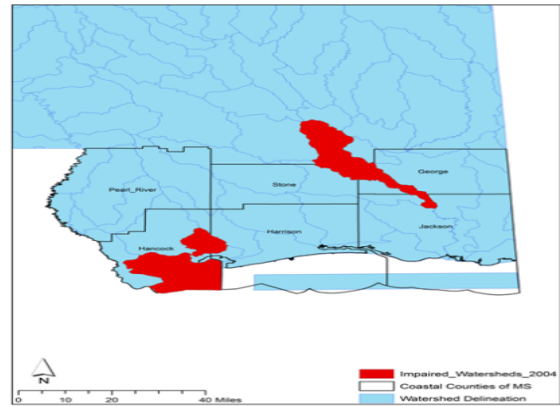 George
Pearl_River
Stone
Jackson
Harrison
Hancock
N
0 10 20 40 Miles
Impaired_Watersheds_2004
Coastal Counties of MS
Watershed Delineation